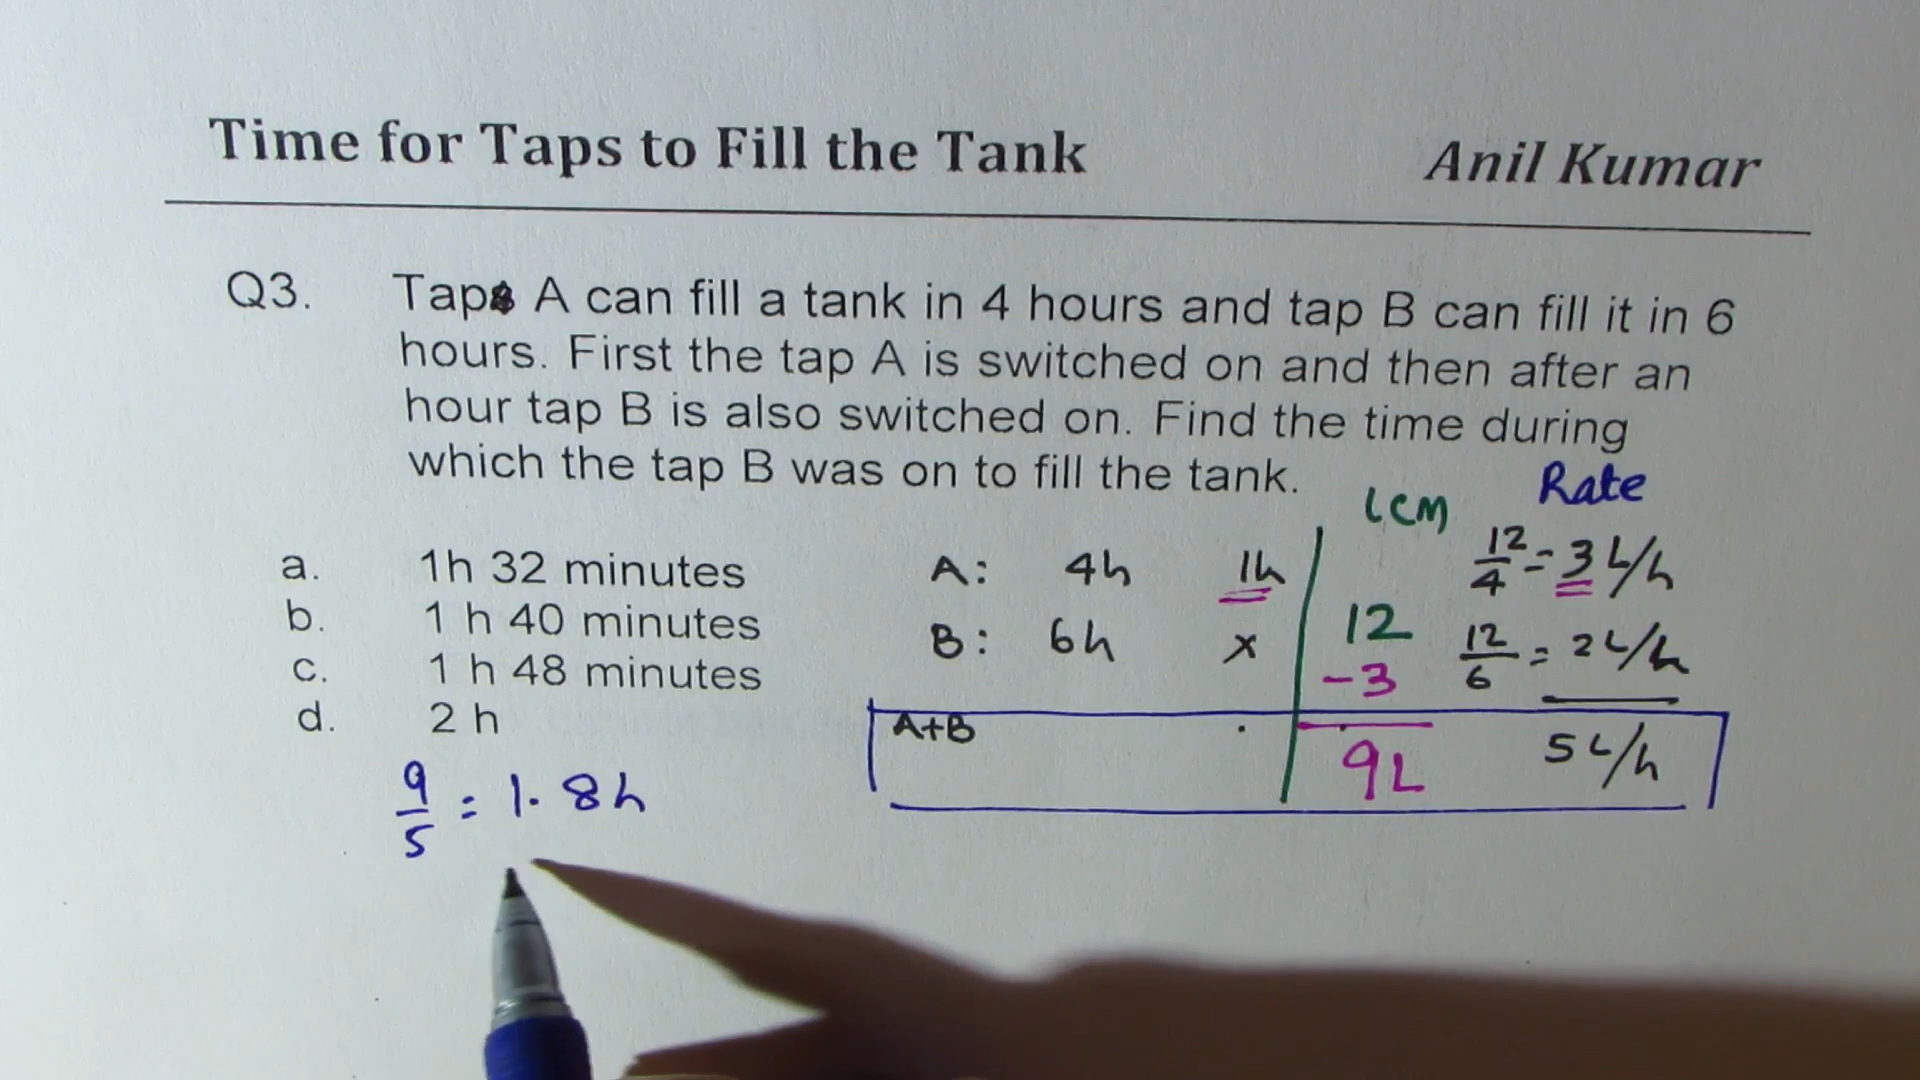 Time for Taps to Fill the Tank Anil Kumar
Q3. Tap A can fill a tank in 4 hours and tap B can fill it in 6
hours. First the tap A is switched on and then after an
hour tap B is also switched on. Find the time during
which the tap B was on to fill the tank.
LCM Rate
a. 1h 32 minutes
b. 1 h 40 minutes
c. 1 h 48 minutes
d. 2 h
A: 4h 1h 12/4 = 3 L/h
B: 6h x 12 12/6 = 2 L/h
-3
A+B 9L 5 L/h
9/5 = 1.8h